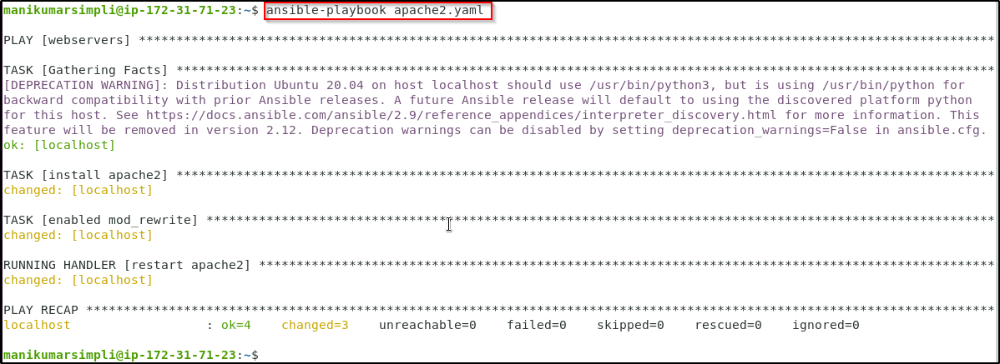 manikumarsimpli@ip-172-31-71-23:~$ ansible-playbook apache2.yaml
PLAY [webservers] ******************************************************************************************************************
TASK [Gathering Facts] *************************************************************************************************************
[DEPRECATION WARNING]: Distribution Ubuntu 20.04 on host localhost should use /usr/bin/python3, but is using /usr/bin/python for
backward compatibility with prior Ansible releases. A future Ansible release will default to using the discovered platform python
for this host. See https://docs.ansible.com/ansible/2.9/reference_appendices/interpreter_discovery.html for more information. This
feature will be removed in version 2.12. Deprecation warnings can be disabled by setting deprecation_warnings=False in ansible.cfg.
ok: [localhost]
TASK [install apache2] *************************************************************************************************************
changed: [localhost]
TASK [enabled mod_rewrite] *********************************************************************************************************
changed: [localhost]
RUNNING HANDLER [restart apache2] **************************************************************************************************
changed: [localhost]
PLAY RECAP *************************************************************************************************************************
localhost                  : ok=4    changed=3    unreachable=0    failed=0    skipped=0    rescued=0    ignored=0
manikumarsimpli@ip-172-31-71-23:~$